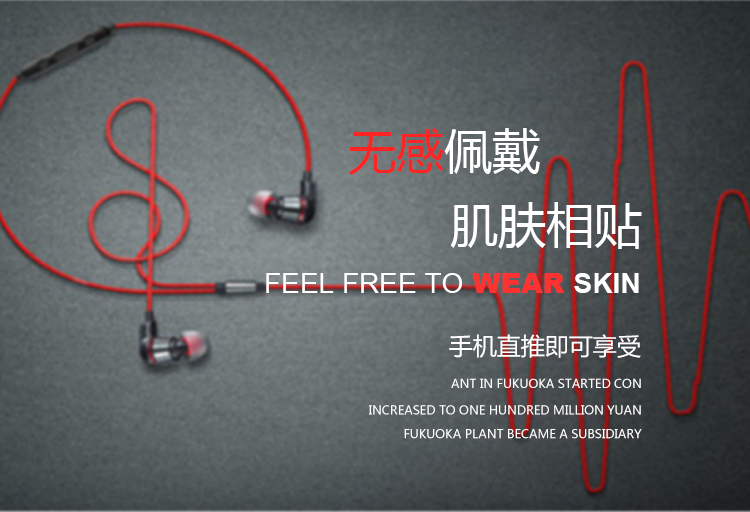 无感佩戴
肌肤相贴
FEEL FREE TO WEAR SKIN
手机直推即可享受
ANT IN FUKUOKA STARTED CON
INCREASED TO ONE HUNDRED MILLION YUAN
FUKUOKA PLANT BECAME A SUBSIDIARY